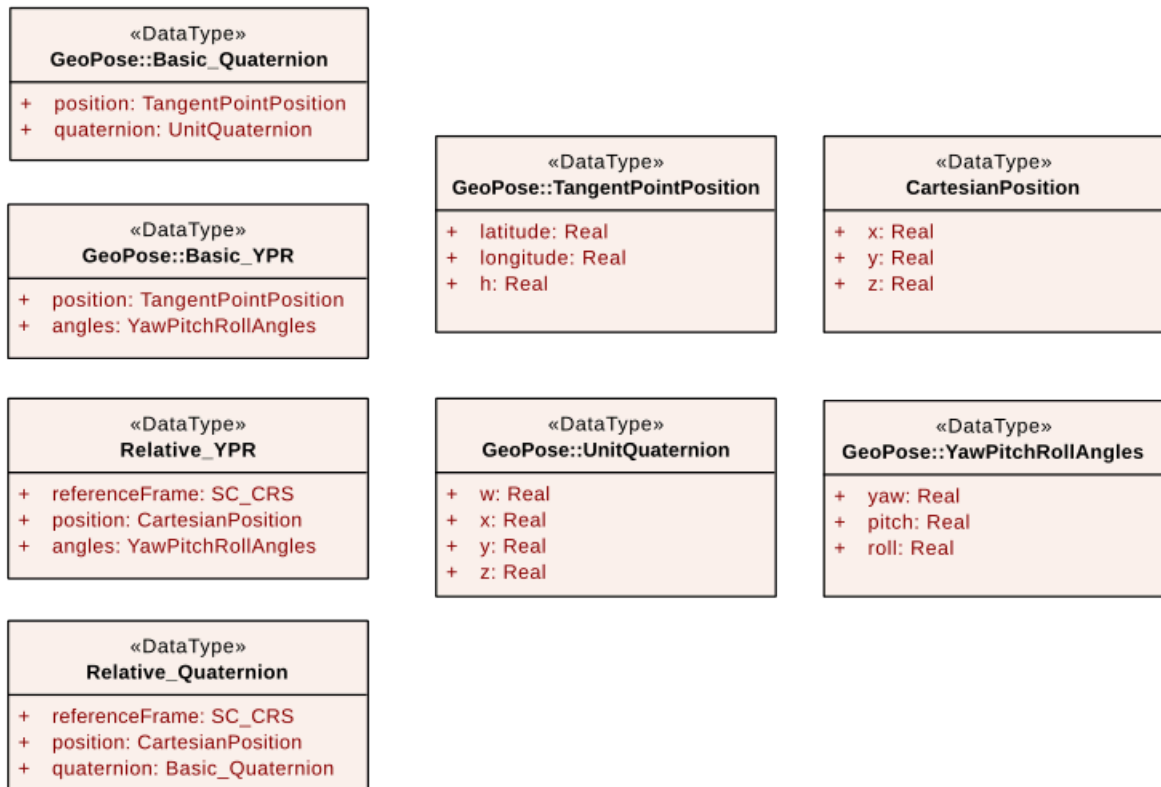 «DataType»
GeoPose::Basic_Quaternion
+ position: TangentPointPosition
+ quaternion: UnitQuaternion
«DataType»
GeoPose::Basic_YPR
+ position: TangentPointPosition
+ angles: YawPitchRollAngles
«DataType»
Relative_YPR
+ referenceFrame: SC_CRS
+ position: CartesianPosition
+ angles: YawPitchRollAngles
«DataType»
Relative_Quaternion
+ referenceFrame: SC_CRS
+ position: CartesianPosition
+ quaternion: Basic_Quaternion
«DataType»
GeoPose::TangentPointPosition
+ latitude: Real
+ longitude: Real
+ h: Real
«DataType»
CartesianPosition
+ x: Real
+ y: Real
+ z: Real
«DataType»
GeoPose::UnitQuaternion
+ w: Real
+ x: Real
+ y: Real
+ z: Real
«DataType»
GeoPose::YawPitchRollAngles
+ yaw: Real
+ pitch: Real
+ roll: Real